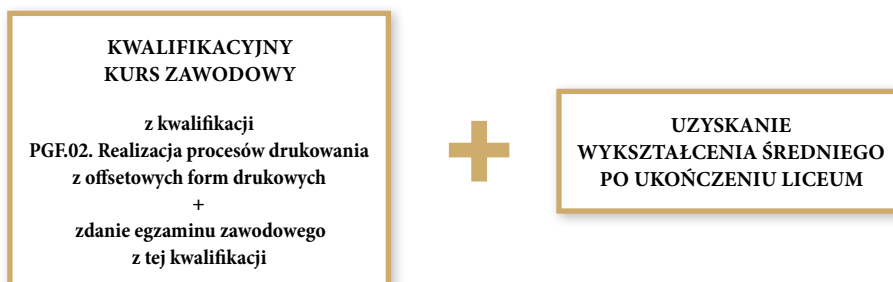 KWALIFIKACYJNY
KURS ZAWODOWY
z kwalifikacji
PGF.02. Realizacja procesów drukowania
z offsetowych form drukowych
+
zdanie egzaminu zawodowego
z tej kwalifikacji
+
UZYSKANIE
WYKSZTAŁCENIA ŚREDNIEGO
PO UKOŃCZENIU LICEUM